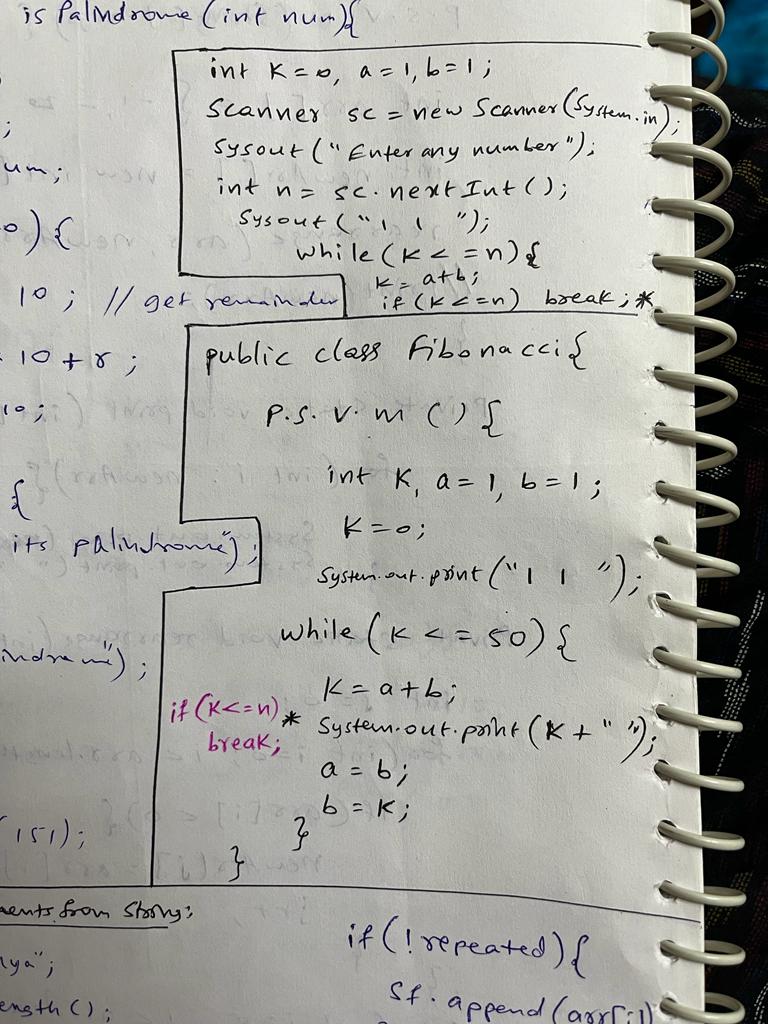 is Palindrome (int num){
int K=0, a=1, b=1;
Scanner sc = new Scanner(System.in);
Sysout ("Enter any number");
int n = sc.nextInt();
Sysout ("1 1 ");
while (K <= n) {
K = a+b;
if (K <= n) break; *
;
um;
0) {
10 ; // get remainder
10 + r ;
10;
{
its palindrome");
indrome");
(151);
public class Fibonacci {
P.S.V.m () {
int K, a = 1, b = 1;
K = 0;
System.out.print ("1 1 ");
while (K <= 50) {
K = a+b;
if (K <= n) * System.out.print (K + " ");
break;
a = b;
b = K;
}
}
ments from String:
ya";
ength ();
if (! repeated) {
sf. append (arr[i]